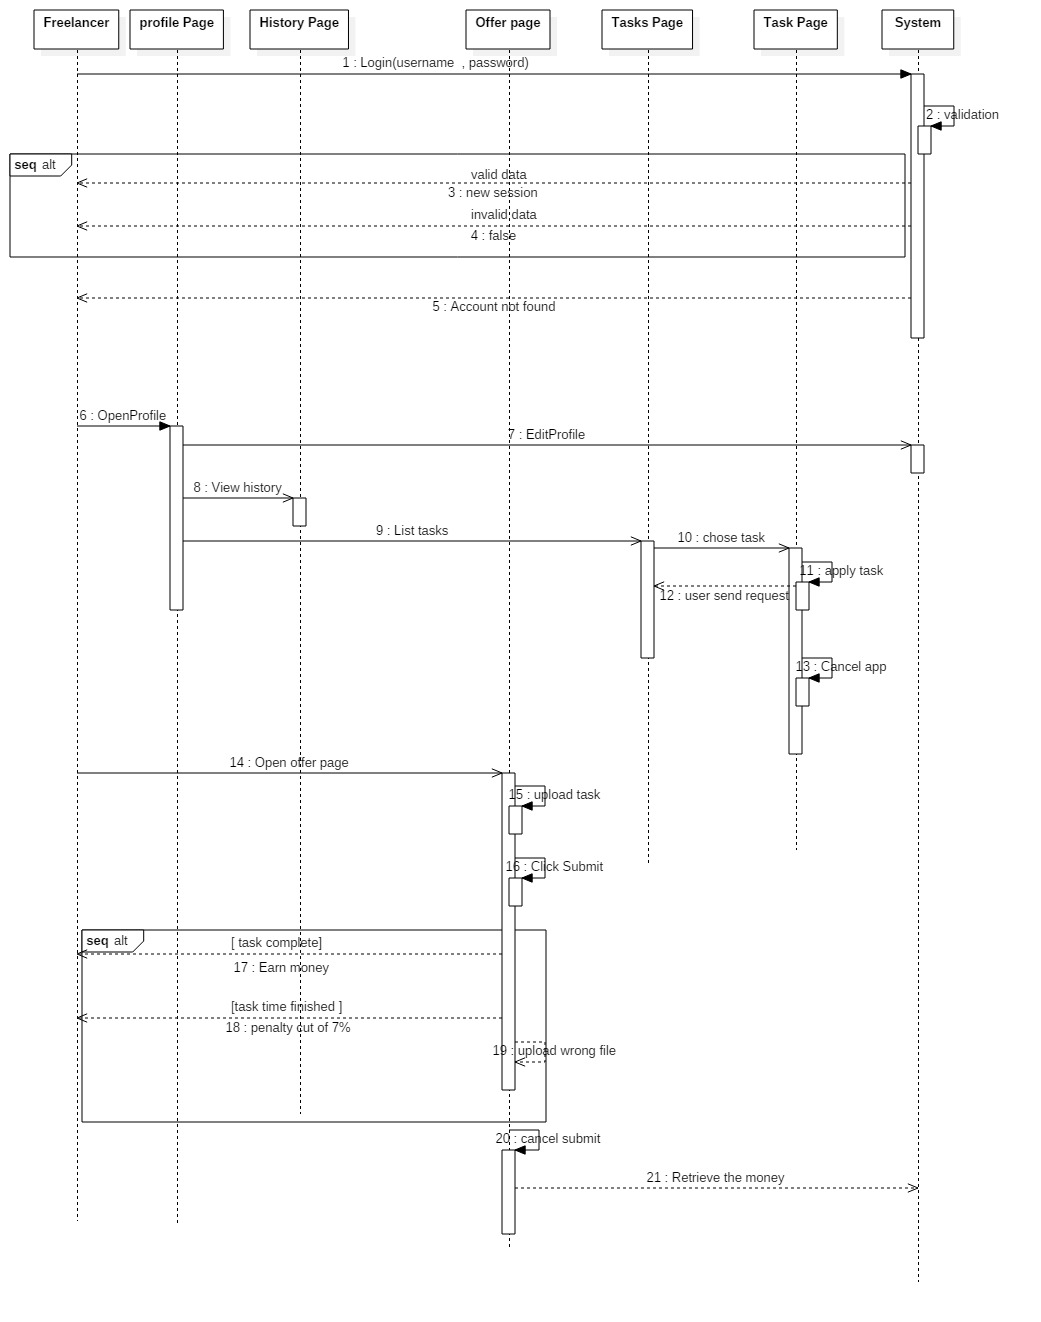 Freelancer
profile Page
History Page
Offer page
Tasks Page
Task Page
System
1 : Login(username , password)
2 : validation
seq alt
valid data
3 : new session
invalid data
4 : false
5 : Account not found
6 : OpenProfile
7 : EditProfile
8 : View history
9 : List tasks
10 : chose task
11 : apply task
12 : user send request
13 : Cancel app
14 : Open offer page
15 : upload task
16 : Click Submit
seq alt
[ task complete]
17 : Earn money
[task time finished ]
18 : penalty cut of 7%
19 : upload wrong file
20 : cancel submit
21 : Retrieve the money